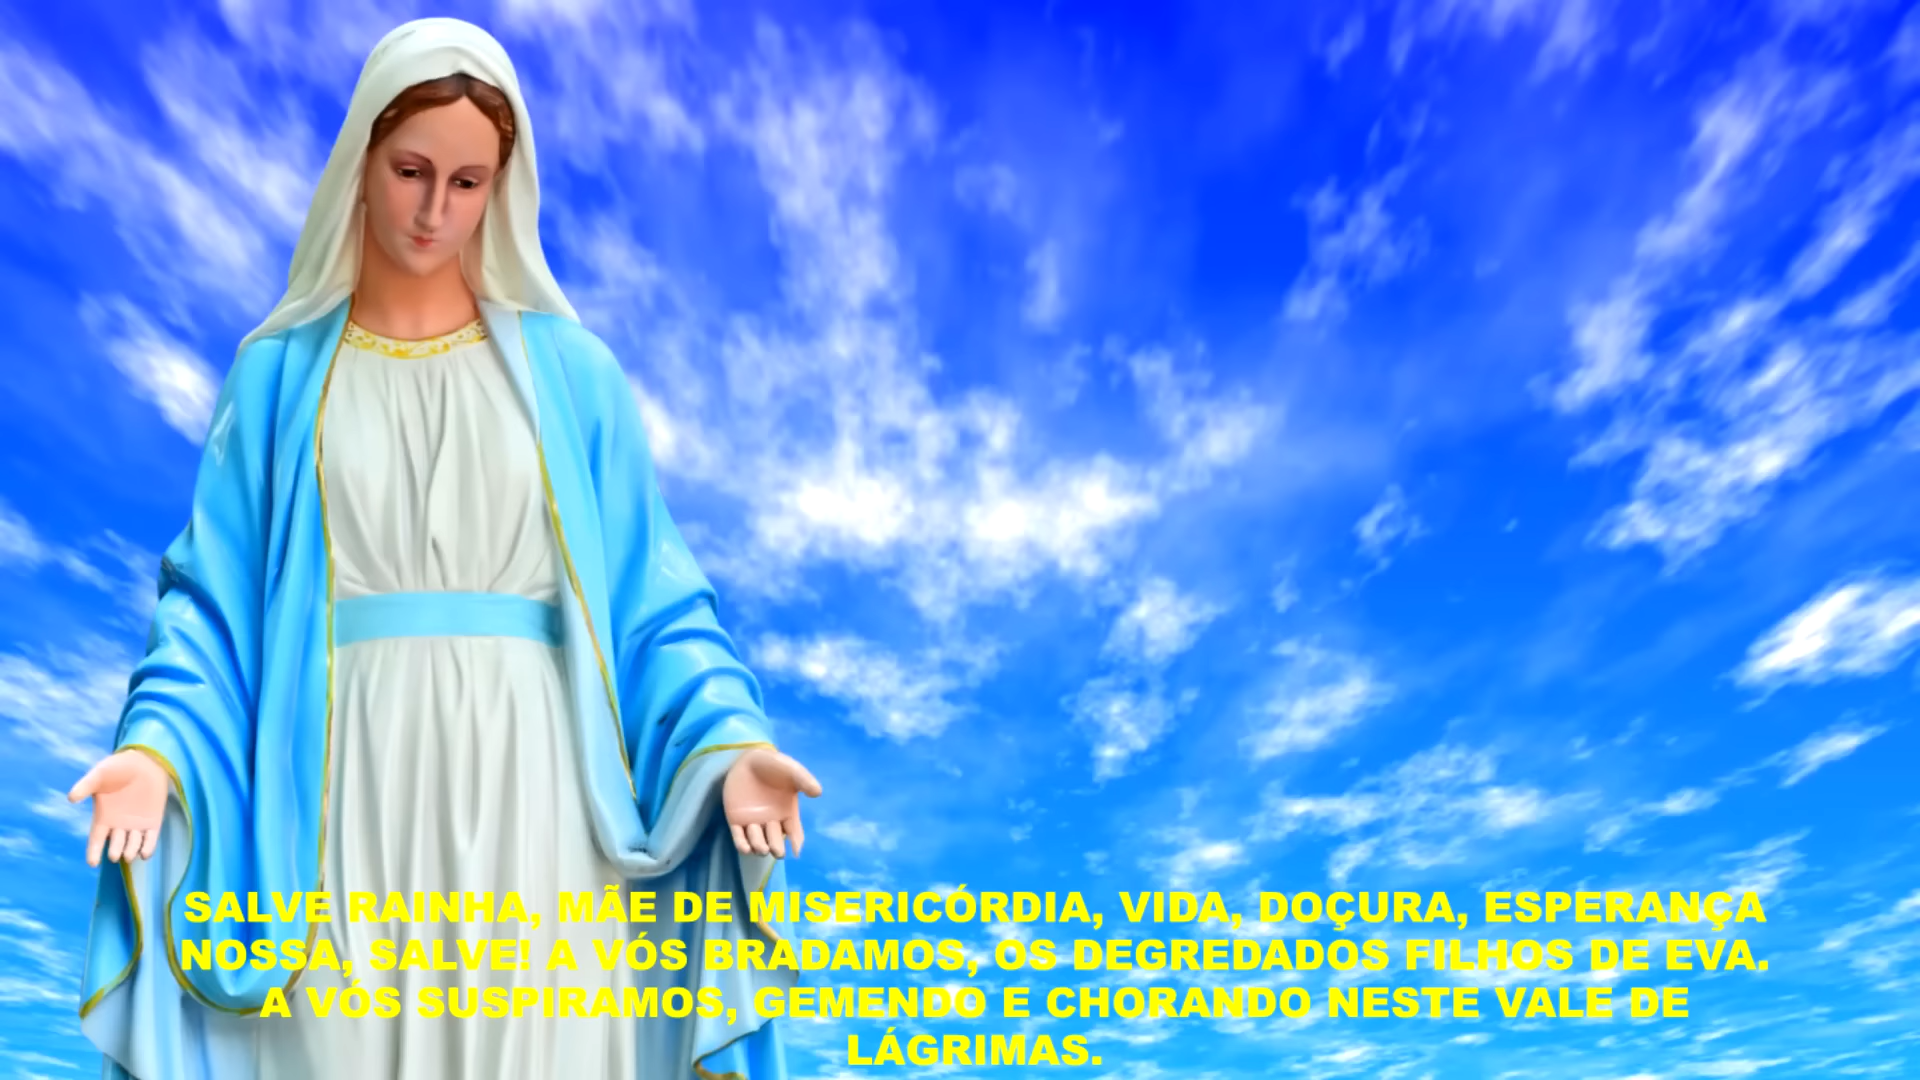 SALVE RAINHA, MÃE DE MISERICÓRDIA, VIDA, DOÇURA, ESPERANÇA
NOSSA, SALVE! A VÓS BRADAMOS, OS DEGREDADOS FILHOS DE EVA.
A VÓS SUSPIRAMOS, GEMENDO E CHORANDO NESTE VALE DE
LÁGRIMAS.